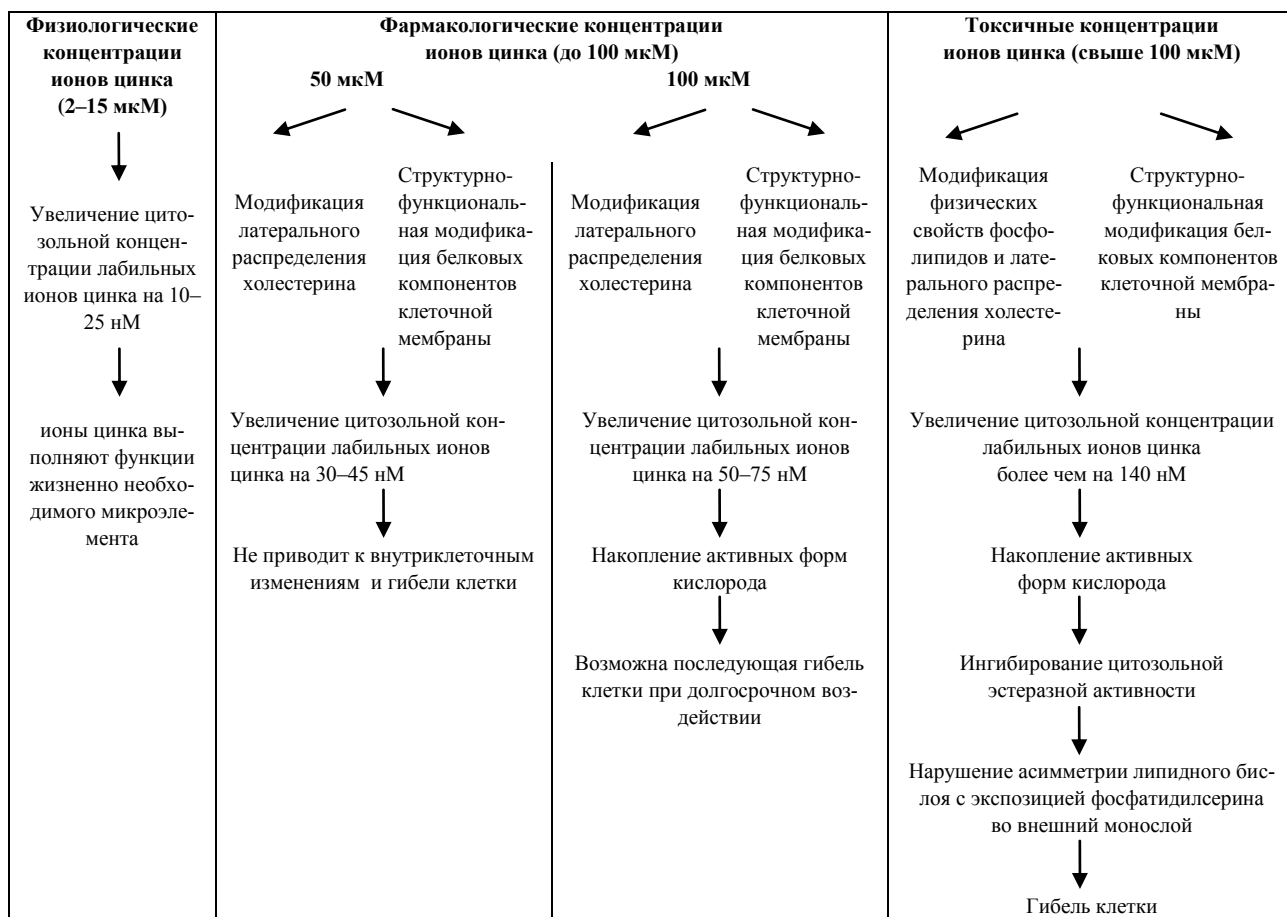 Физиологические
концентрации
ионов цинка
(2–15 мкМ)
Увеличение цито-
зольной концен-
трации лабильных
ионов цинка на 10–
25 нМ
ионы цинка вы-
полняют функции
жизненно необхо-
димого микроэле-
мента
Фармакологические концентрации
ионов цинка (до 100 мкМ)
50 мкМ
Модификация
латерального
распределения
холестерина
Структурно-
функциональ-
ная модифика-
ция белковых
компонентов
клеточной
мембраны
Увеличение цитозольной кон-
центрации лабильных ионов
цинка на 30–45 нМ
Не приводит к внутриклеточным
изменениям и гибели клетки
100 мкМ
Модификация
латерального
распределения
холестерина
Структурно-
функциональ-
ная модифика-
ция белковых
компонентов
клеточной
мембраны
Увеличение цитозольной кон-
центрации лабильных ионов
цинка на 50–75 нМ
Накопление активных форм
кислорода
Возможна последующая гибель
клетки при долгосрочном воз-
действии
Токсичные концентрации
ионов цинка (свыше 100 мкМ)
Модификация
физических
свойств фосфо-
липидов и лате-
рального распре-
деления холесте-
рина
Структурно-
функциональная
модификация бел-
ковых компонентов
клеточной мембра-
ны
Увеличение цитозольной концентрации
лабильных ионов цинка
более чем на 140 нМ
Накопление активных
форм кислорода
Ингибирование цитозольной
эстеразной активности
Нарушение асимметрии липидного бис-
лоя с экспозицией фосфатидилсерина
во внешний монослой
Гибель клетки